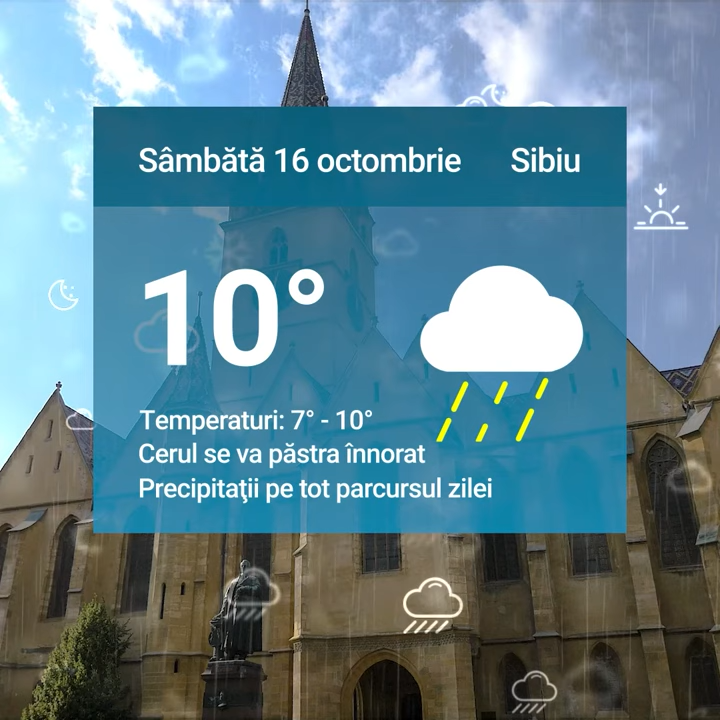 Sâmbătă 16 octombrie Sibiu
10°
Temperaturi: 7° - 10°
Cerul se va păstra înnorat
Precipitaţii pe tot parcursul zilei